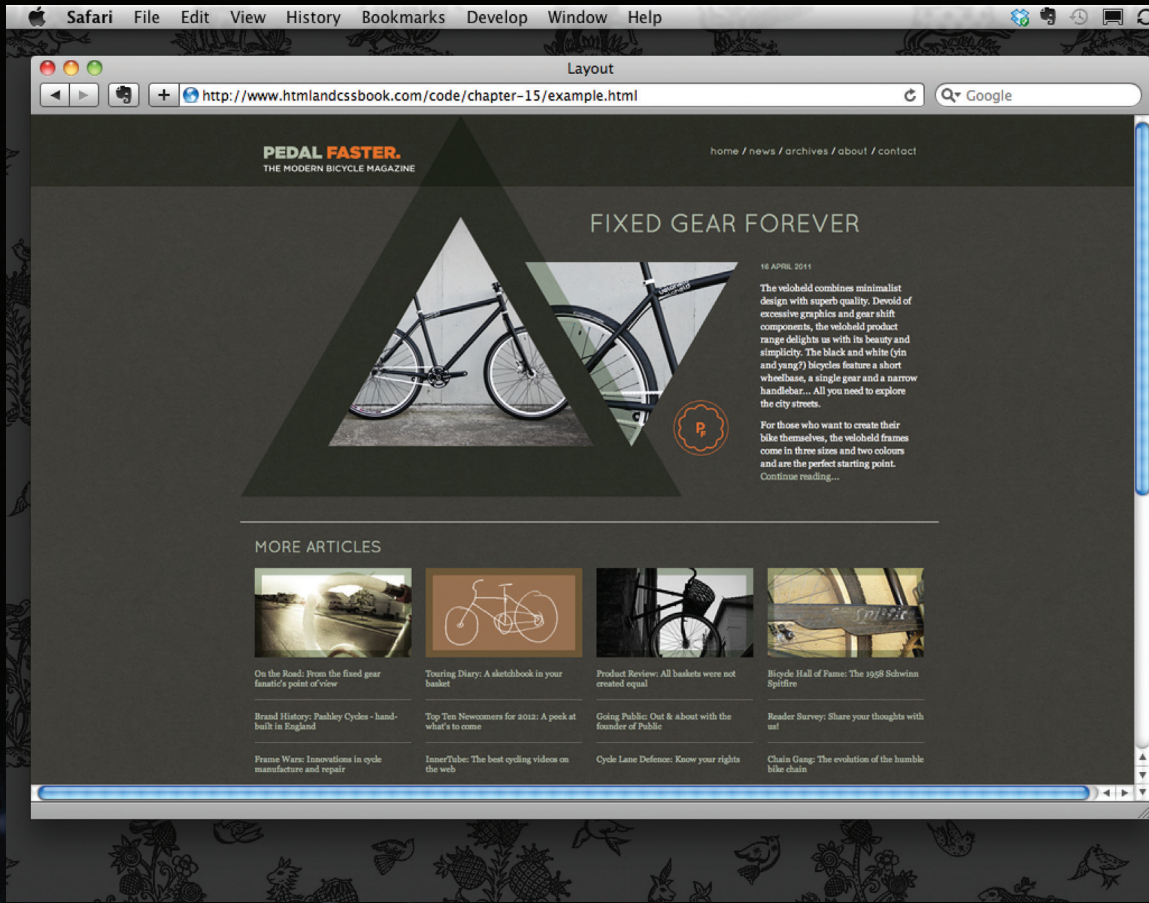 Safari File Edit View History Bookmarks Develop Window Help
Layout
http://www.htmlandcssbook.com/code/chapter-15/example.html
Google
PEDAL FASTER.
THE MODERN BICYCLE MAGAZINE
home / news / archives / about / contact
FIXED GEAR FOREVER
16 APRIL 2011
The veloheld combines minimalist
design with superb quality. Devoid of
excessive graphics and gear shift
components, the veloheld product
range delights us with its beauty and
simplicity. The black and white (yin
and yang?) bicycles feature a short
wheelbase, a single gear and a narrow
handlebar... All you need to explore
the city streets.
For those who want to create their
bike themselves, the veloheld frames
come in three sizes and two colours
and are the perfect starting point.
Continue reading...
veloheld
PF
MORE ARTICLES
On the Road: From the fixed gear
fanatic's point of view
Touring Diary: A sketchbook in your
basket
Product Review: All baskets were not
created equal
Bicycle Hall of Fame: The 1958 Schwinn
Spitfire
Brand History: Pashley Cycles - hand-
built in England
Top Ten Newcomers for 2012: A peek at
what's to come
Going Public: Out & about with the
founder of Public
Reader Survey: Share your thoughts with
us!
Frame Wars: Innovations in cycle
manufacture and repair
InnerTube: The best cycling videos on
the web
Cycle Lane Defence: Know your rights
Chain Gang: The evolution of the humble
bike chain